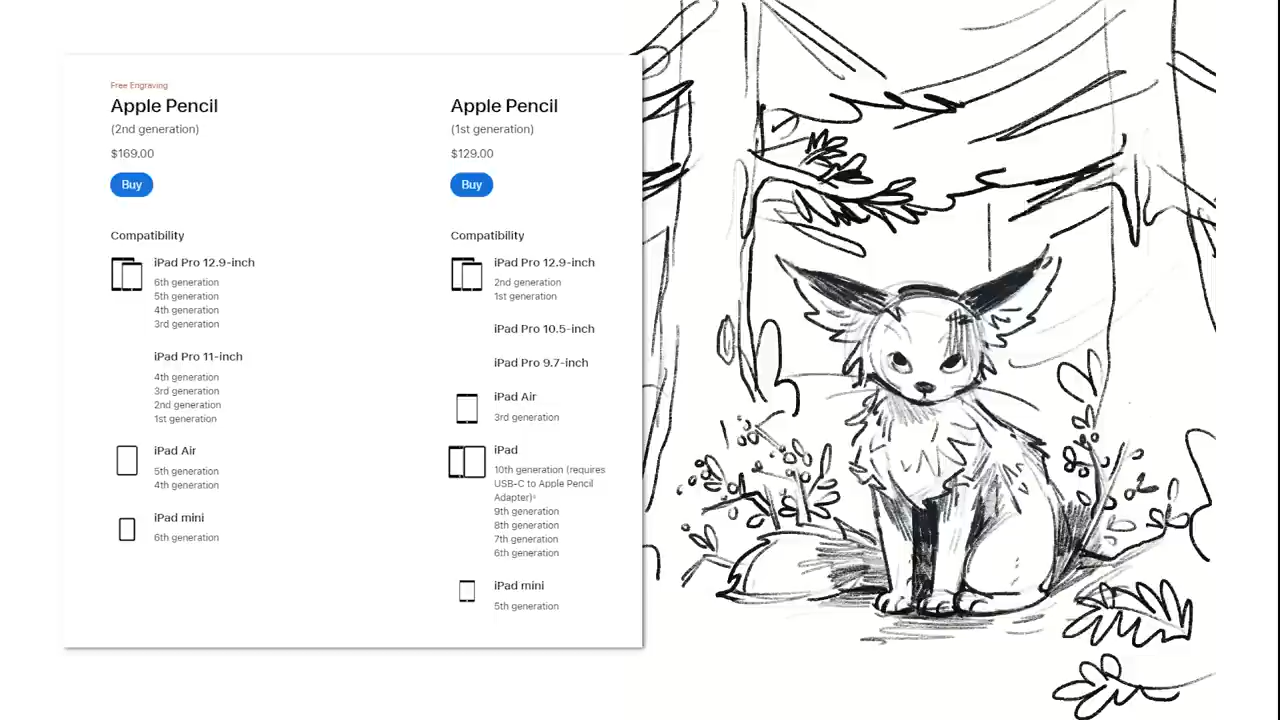 Free Engraving
Apple Pencil
(2nd generation)
$169.00
Buy
Compatibility
iPad Pro 12.9-inch
6th generation
5th generation
4th generation
3rd generation
iPad Pro 11-inch
4th generation
3rd generation
2nd generation
1st generation
iPad Air
5th generation
4th generation
iPad mini
6th generation
Apple Pencil
(1st generation)
$129.00
Buy
Compatibility
iPad Pro 12.9-inch
2nd generation
1st generation
iPad Pro 10.5-inch
iPad Pro 9.7-inch
iPad Air
3rd generation
iPad
10th generation (requires
USB-C to Apple Pencil
Adapter)
9th generation
8th generation
7th generation
6th generation
iPad mini
5th generation